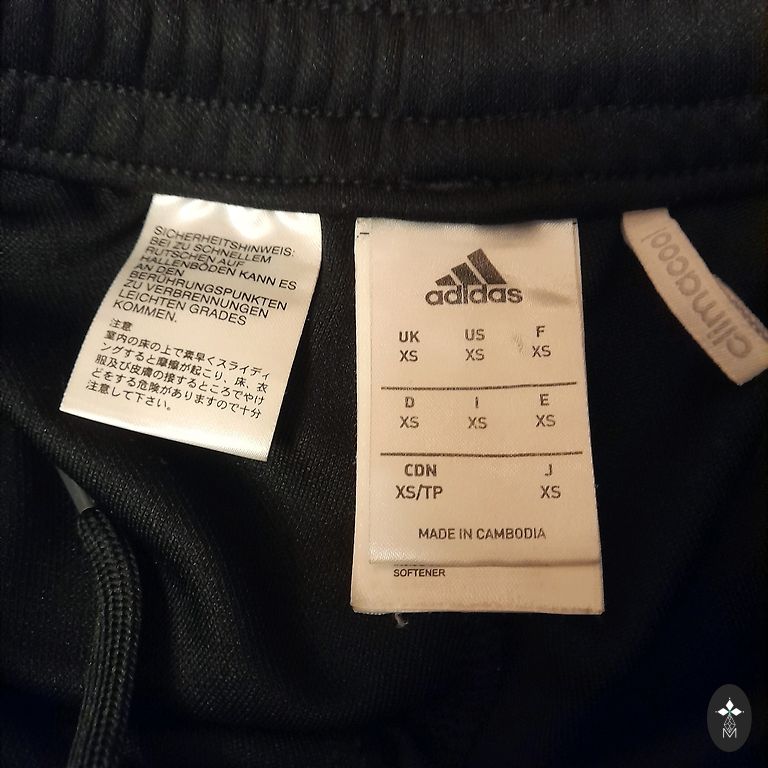 SICHERHEITSHINWEIS:
BEI ZU SCHNELLEM
RUTSCHEN AUF
HALLENBÖDEN KANN ES
AN DEN
BERÜHRUNGSPUNKTEN
ZU VERBRENNUNGEN
LEICHTEN GRADES
KOMMEN.
注意
室内の床の上で素早くスライディ
ングすると摩擦が起こり、床、衣
服及び皮膚の接するところでやけ
どをする危険がありますので十分
注意して下さい。
adidas
UK US F
XS XS XS
D I E
XS XS XS
CDN J
XS/TP XS
MADE IN CAMBODIA
SOFTENER
climacool
M